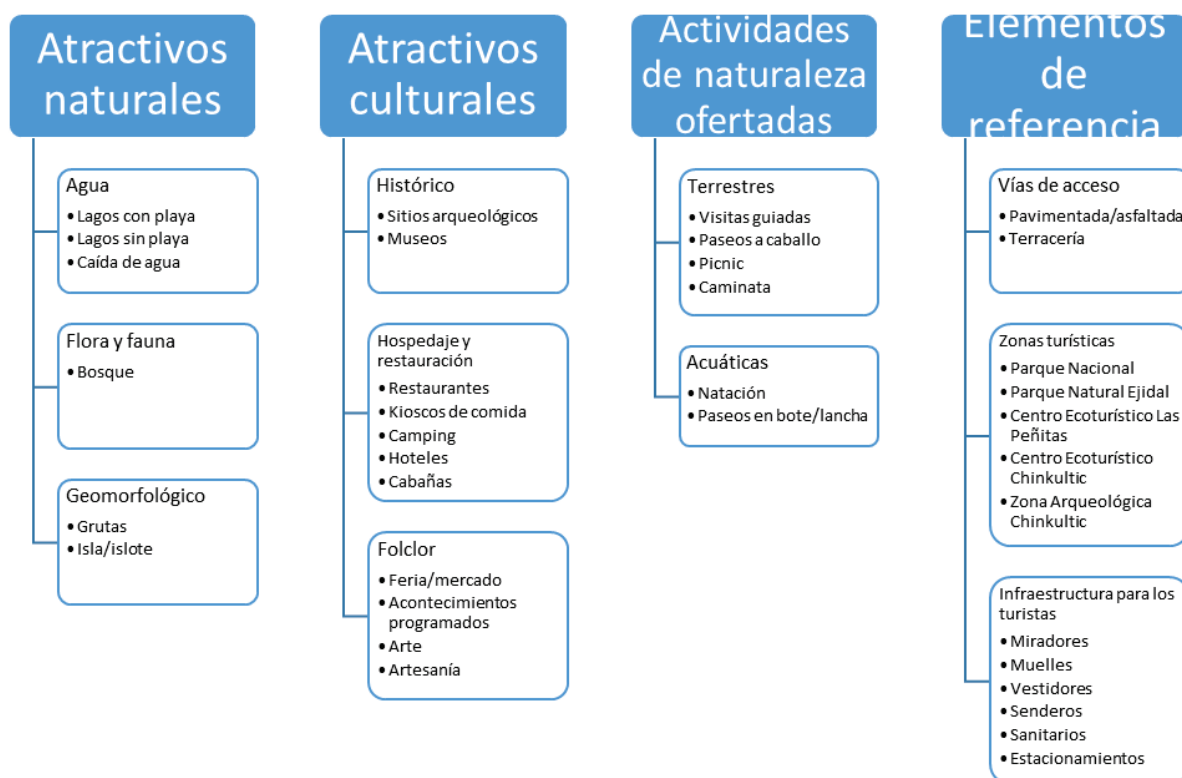 Atractivos
naturales
Agua
• Lagos con playa
• Lagos sin playa
• Caída de agua
Flora y fauna
• Bosque
Geomorfológico
• Grutas
• Isla/islote
Atractivos
culturales
Histórico
• Sitios arqueológicos
• Museos
Hospedaje y
restauración
• Restaurantes
• Kioscos de comida
• Camping
• Hoteles
• Cabañas
Folclor
• Feria/mercado
• Acontecimientos
programados
• Arte
• Artesanía
Actividades
de naturaleza
ofertadas
Terrestres
• Visitas guiadas
• Paseos a caballo
• Picnic
• Caminata
Acuáticas
• Natación
• Paseos en bote/lancha
Elementos
de
referencia
Vías de acceso
• Pavimentada/asfaltada
• Terracería
Zonas turísticas
• Parque Nacional
• Parque Natural Ejidal
• Centro Ecoturístico Las
Peñitas
• Centro Ecoturístico
Chinkultic
• Zona Arqueológica
Chinkultic
Infraestructura para los
turistas
• Miradores
• Muelles
• Vestidores
• Senderos
• Sanitarios
• Estacionamientos